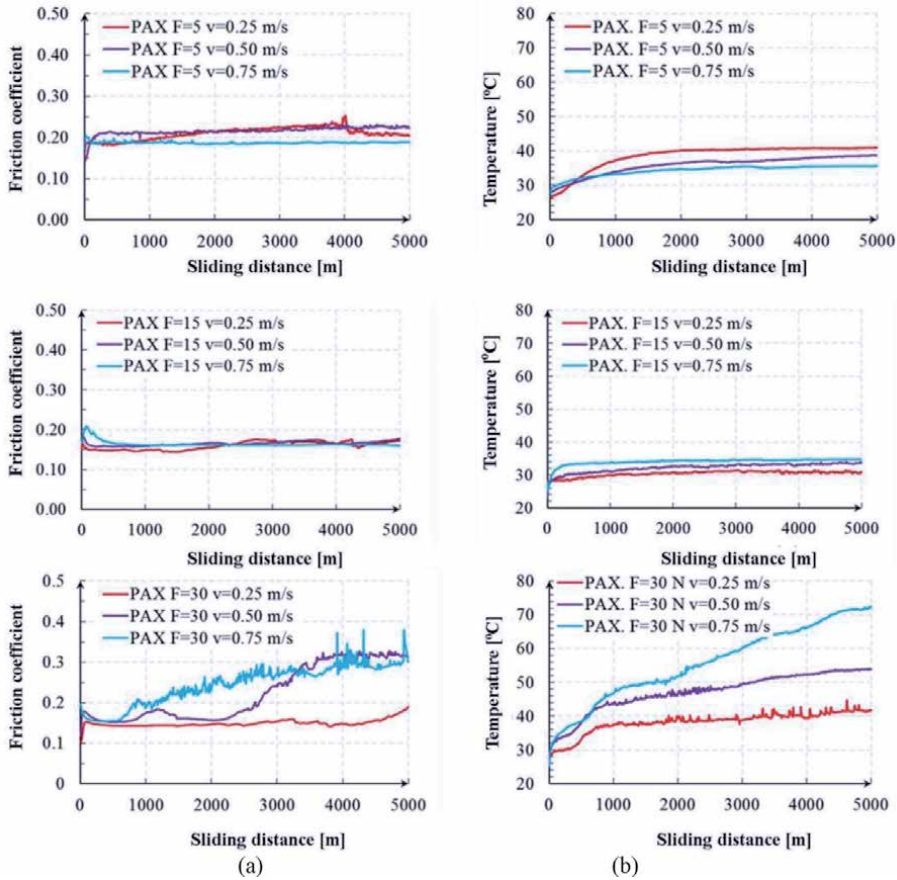 0.50
0.40
0.30
0.20
0.10
0.00
Friction coefficient
PAX F=5 v=0.25 m/s
PAX F=5 v=0.50 m/s
PAX F=5 v=0.75 m/s
0 1000 2000 3000 4000 5000
Sliding distance [m]
80
70
60
50
40
30
20
Temperature [ºC]
PAX. F=5 v=0.25 m/s
PAX. F=5 v=0.50 m/s
PAX. F=5 v=0.75 m/s
0 1000 2000 3000 4000 5000
Sliding distance [m]
0.50
0.40
0.30
0.20
0.10
0.00
Friction coefficient
PAX F=15 v=0.25 m/s
PAX F=15 v=0.50 m/s
PAX F=15 v=0.75 m/s
0 1000 2000 3000 4000 5000
Sliding distance [m]
80
70
60
50
40
30
20
Temperature [ºC]
PAX. F=15 v=0.25 m/s
PAX. F=15 v=0.50 m/s
PAX. F=15 v=0.75 m/s
0 1000 2000 3000 4000 5000
Sliding distance [m]
0.5
0.4
0.3
0.2
0.1
0
Friction coefficient
PAX F=30 v=0.25 m/s
PAX F=30 v=0.50 m/s
PAX F=30 v=0.75 m/s
0 1000 2000 3000 4000 5000
Sliding distance [m]
80
70
60
50
40
30
20
Temperature [ºC]
PAX. F=30 N v=0.25 m/s
PAX. F=30 N v=0.50 m/s
PAX. F=30 N v=0.75 m/s
0 1000 2000 3000 4000 5000
Sliding distance [m]
(a)
(b)